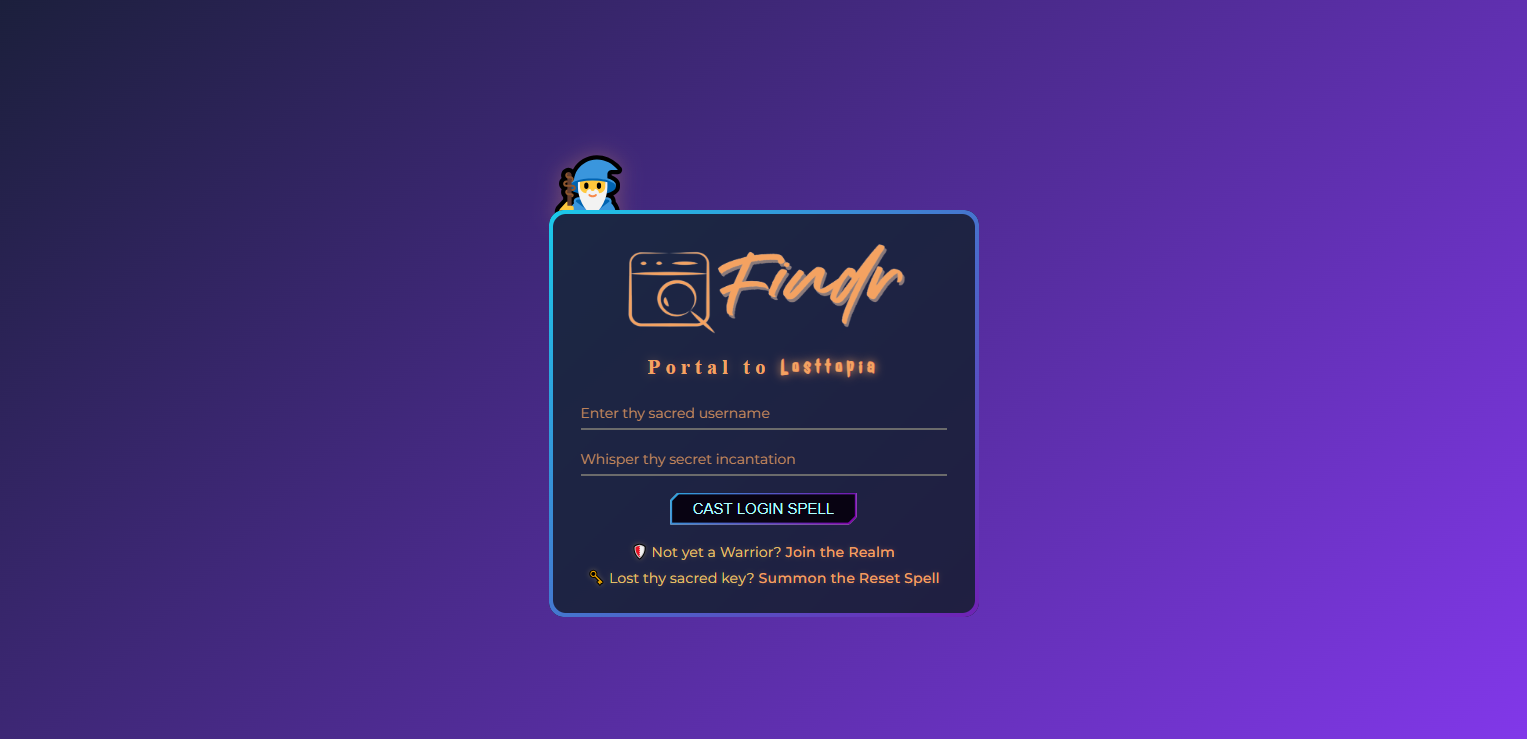 Findr
Portal to Losttopia
Enter thy sacred username
Whisper thy secret incantation
CAST LOGIN SPELL
Not yet a Warrior? Join the Realm
Lost thy sacred key? Summon the Reset Spell